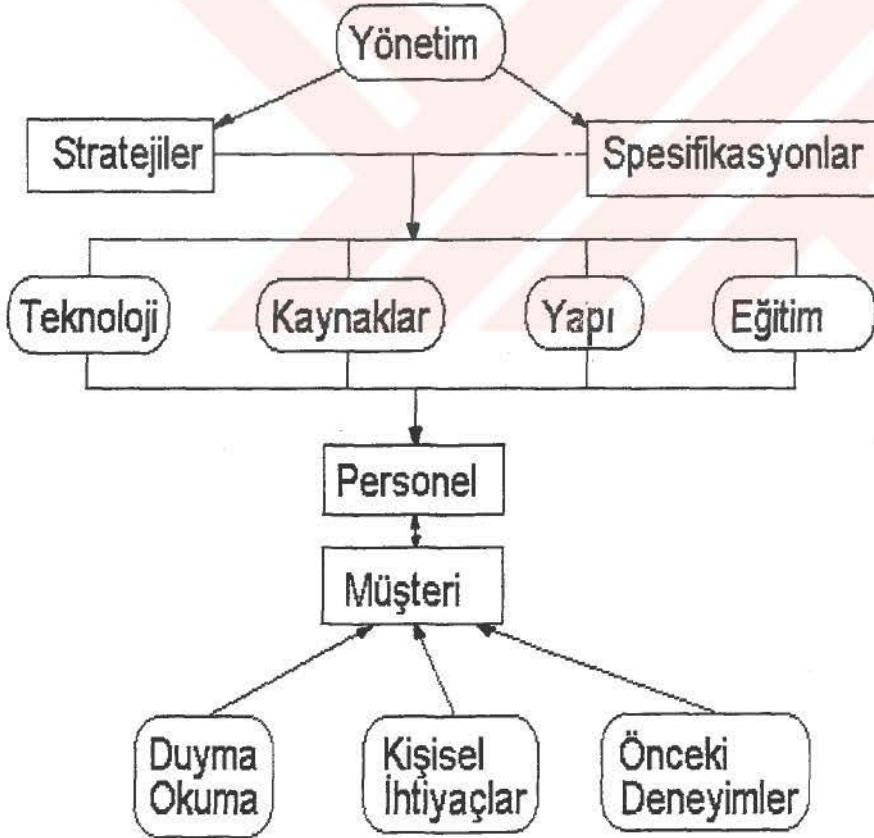 Yönetim
Stratejiler
Spesifikasyonlar
Teknoloji
Kaynaklar
Yapı
Eğitim
Personel
Müşteri
Duyma
Okuma
Kişisel
İhtiyaçlar
Önceki
Deneyimler